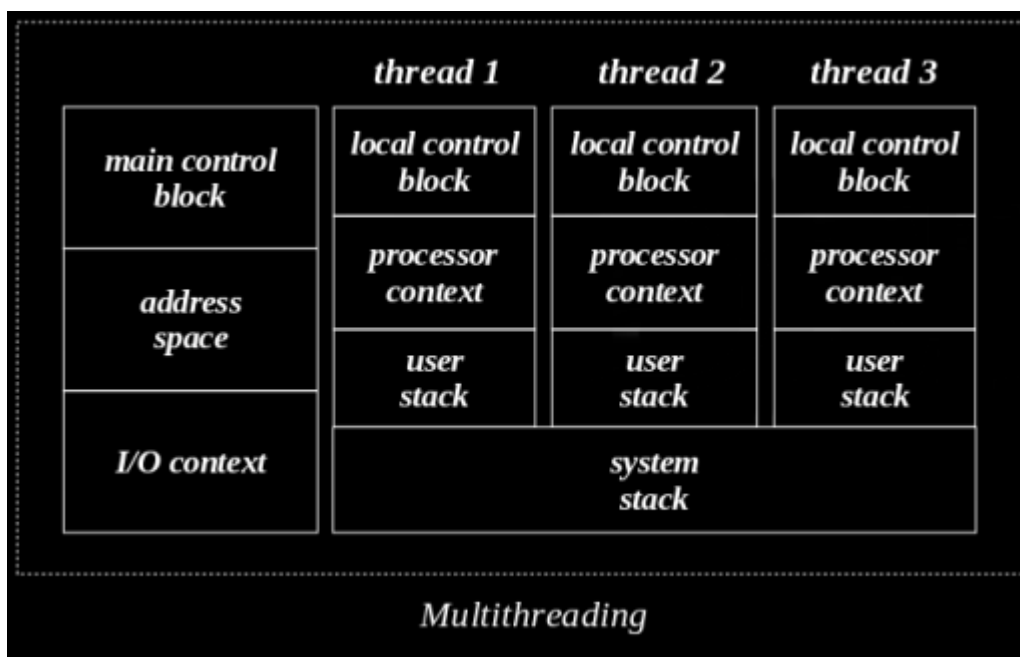 thread 1 thread 2 thread 3
main control
block
address
space
I/O context
local control
block
processor
context
user
stack
local control
block
processor
context
user
stack
local control
block
processor
context
user
stack
system
stack
Multithreading